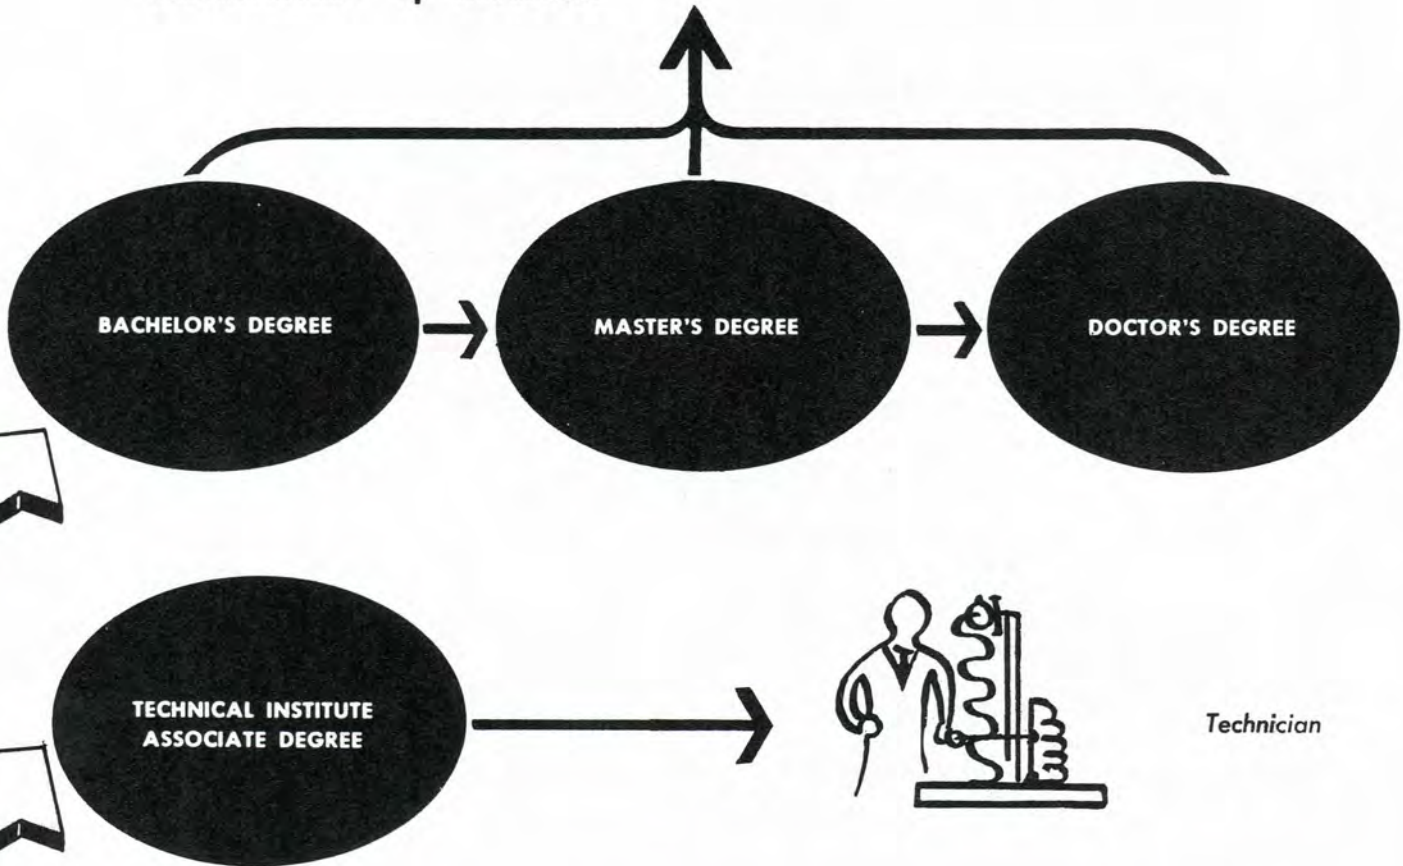 BACHELOR'S DEGREE
MASTER'S DEGREE
DOCTOR'S DEGREE
TECHNICAL INSTITUTE
ASSOCIATE DEGREE
Technician